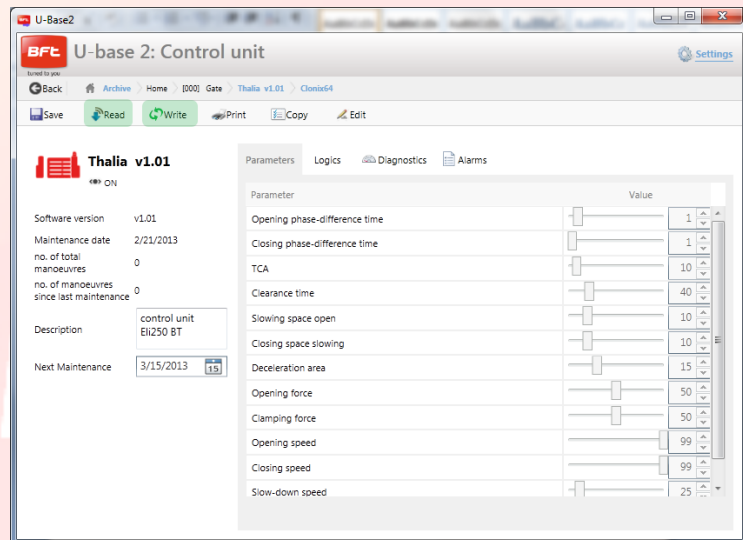 U-Base2
BFt
tuned to you
U-base 2: Control unit
Settings
Back Archive Home [000] Gate Thalia v1.01 Clonix64
Save Read Write Print Copy Edit
Thalia v1.01
ON
Software version v1.01
Maintenance date 2/21/2013
no. of total
manoeuvres 0
no. of manoeuvres
since last maintenance 0
Description control unit
Eli250 BT
Next Maintenance 3/15/2013 15
Parameters Logics Diagnostics Alarms
Parameter Value
Opening phase-difference time 1
Closing phase-difference time 1
TCA 10
Clearance time 40
Slowing space open 10
Closing space slowing 10
Deceleration area 15
Opening force 50
Clamping force 50
Opening speed 99
Closing speed 99
Slow-down speed 25